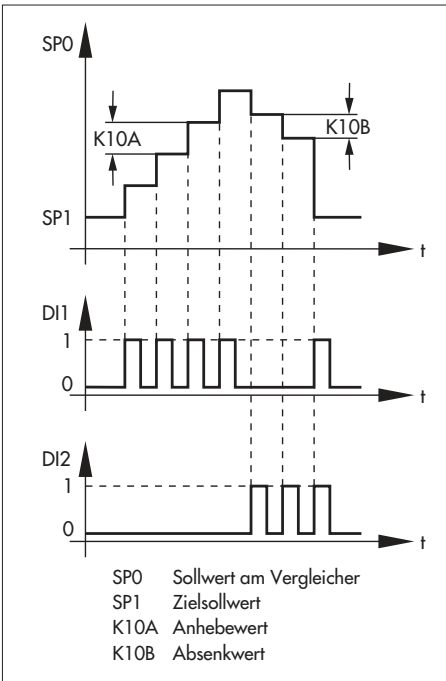 SP0
K10A
K10B
SP1
t
DI1
1
0
t
DI2
1
0
t
SP0 Sollwert am Vergleicher
SP1 Zielsollwert
K10A Anhebewert
K10B Absenkwert